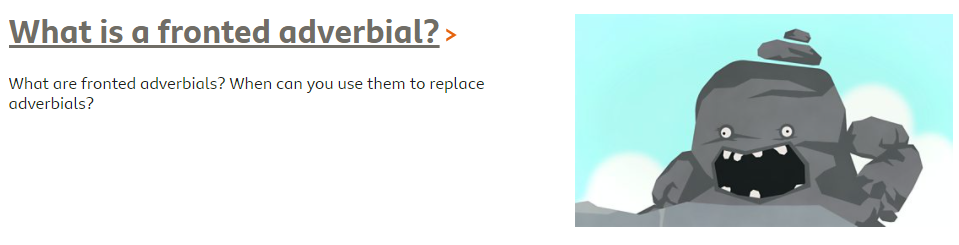 What is a fronted adverbial? >
What are fronted adverbials? When can you use them to replace
adverbials?